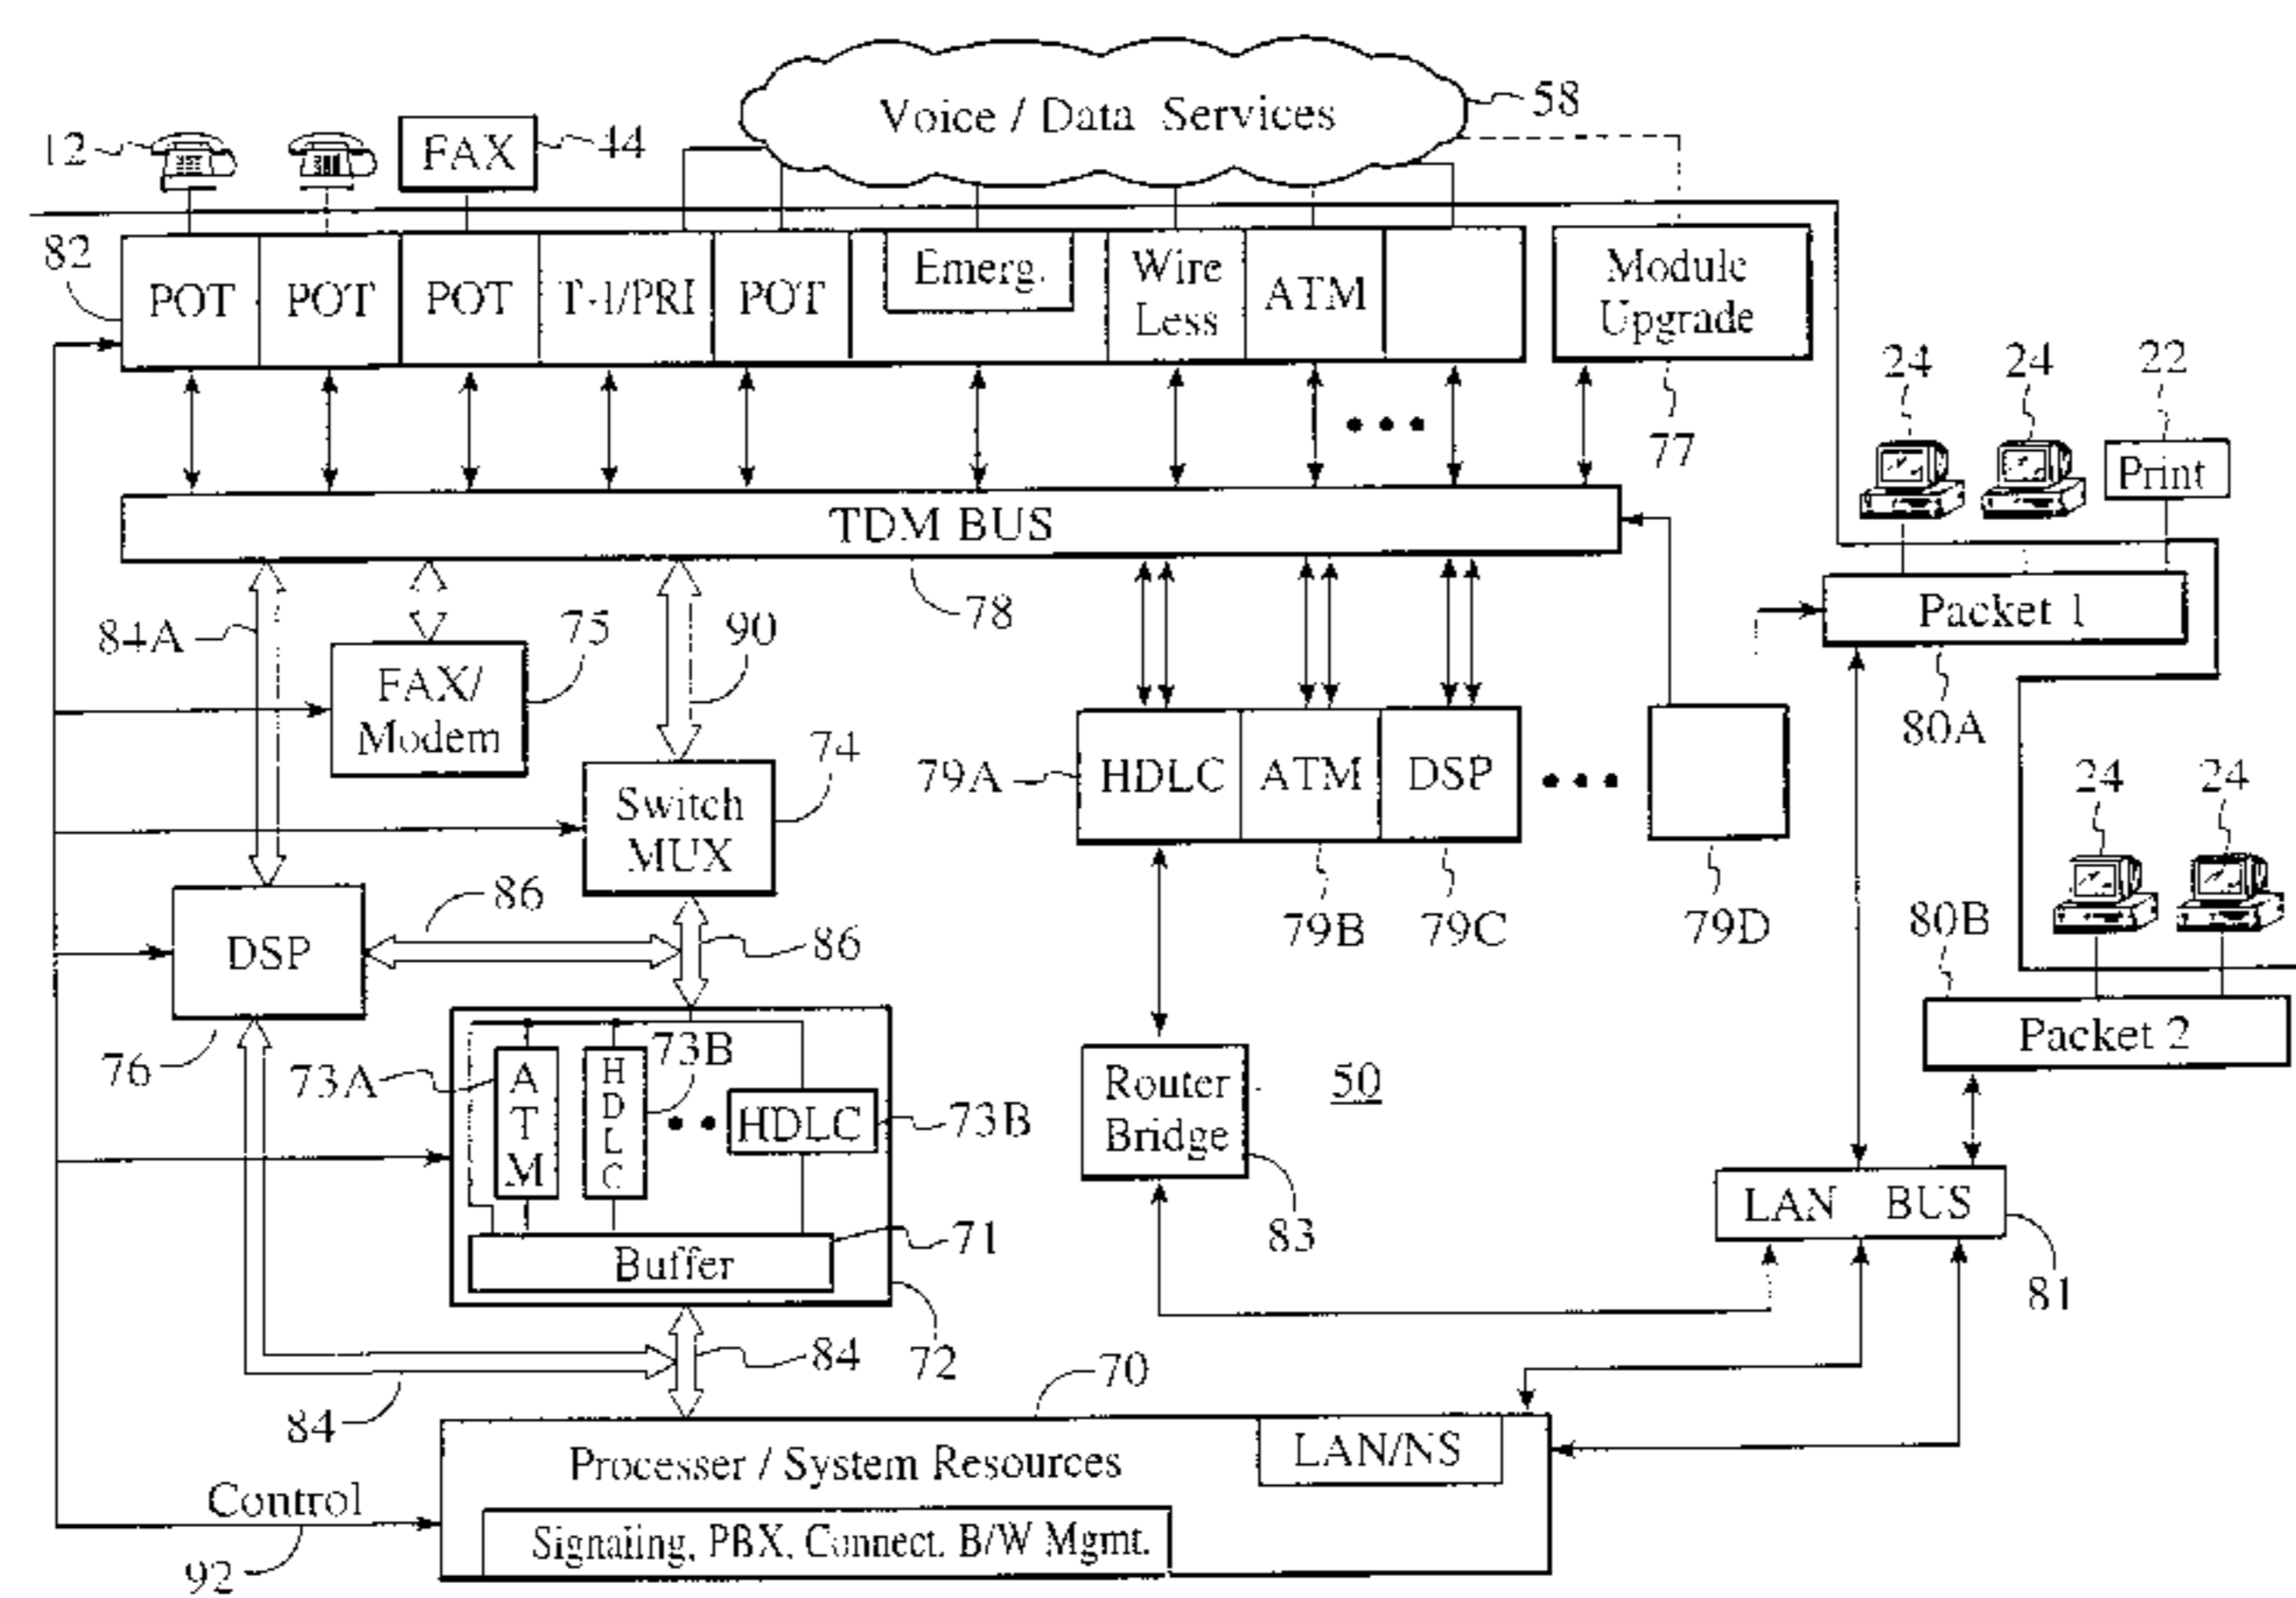 Voice / Data Services
58
12
FAX
44
82
POT
POT
POT
T-1/PRI
POT
Emerg.
Wire
Less
ATM
Module
Upgrade
77
24
24
22
Print
TDM BUS
78
84A
75
90
FAX/
Modem
Packet 1
80A
74
Switch
MUX
79A
HDLC
ATM
DSP
79B
79C
79D
24
24
80B
Packet 2
86
86
DSP
76
73A
A
T
M
H
D
L
C
73B
HDLC
73B
Router
Bridge
50
83
LAN BUS
81
Buffer
71
72
84
84
70
Processer / System Resources
LAN/NS
Control
92
Signaling, PBX, Connect. B/W Mgmt.